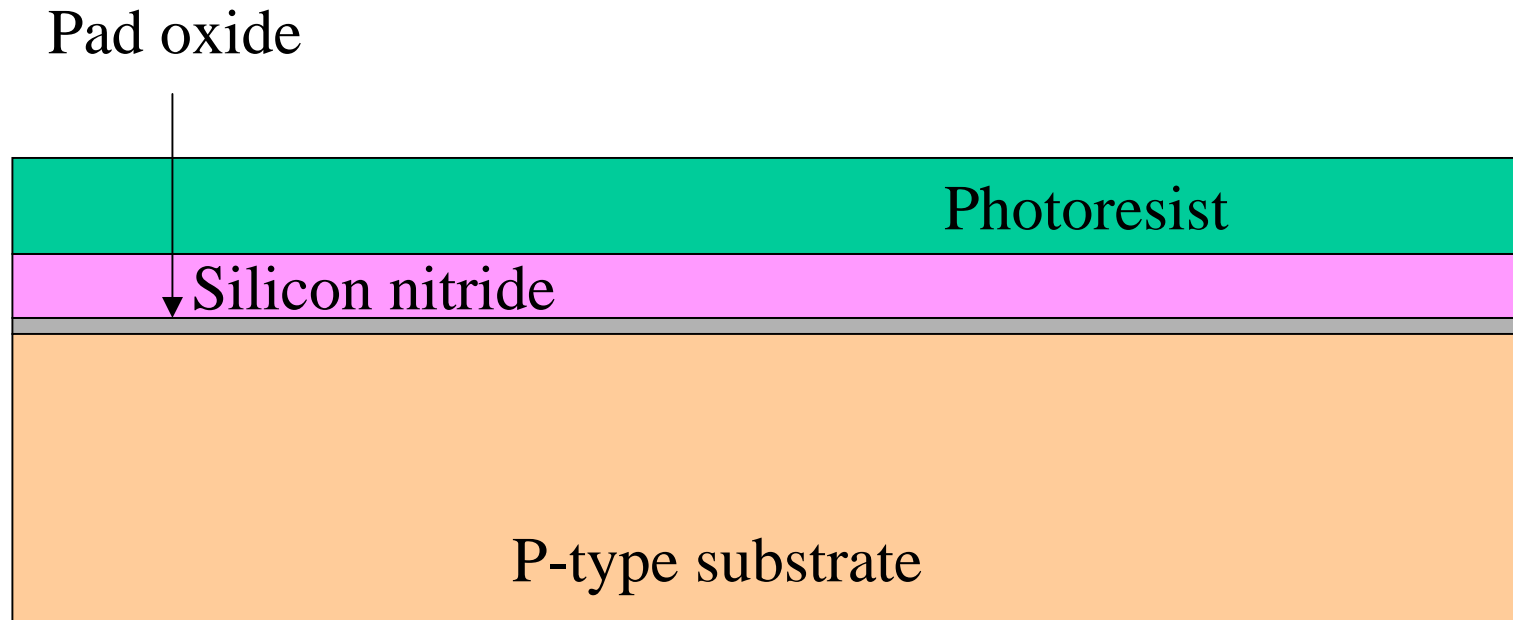 Pad oxide
Photoresist
Silicon nitride
P-type substrate